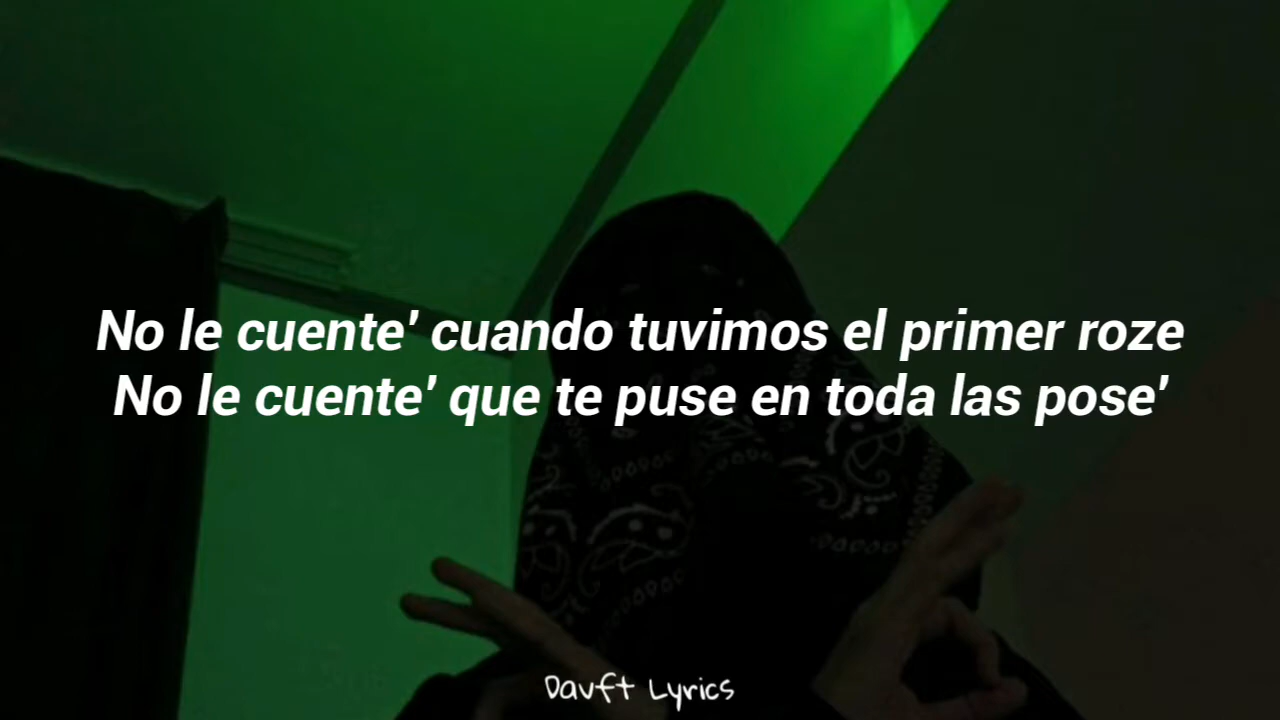 No le cuente' cuando tuvimos el primer roze
No le cuente' que te puse en toda las pose'
Davft Lyrics